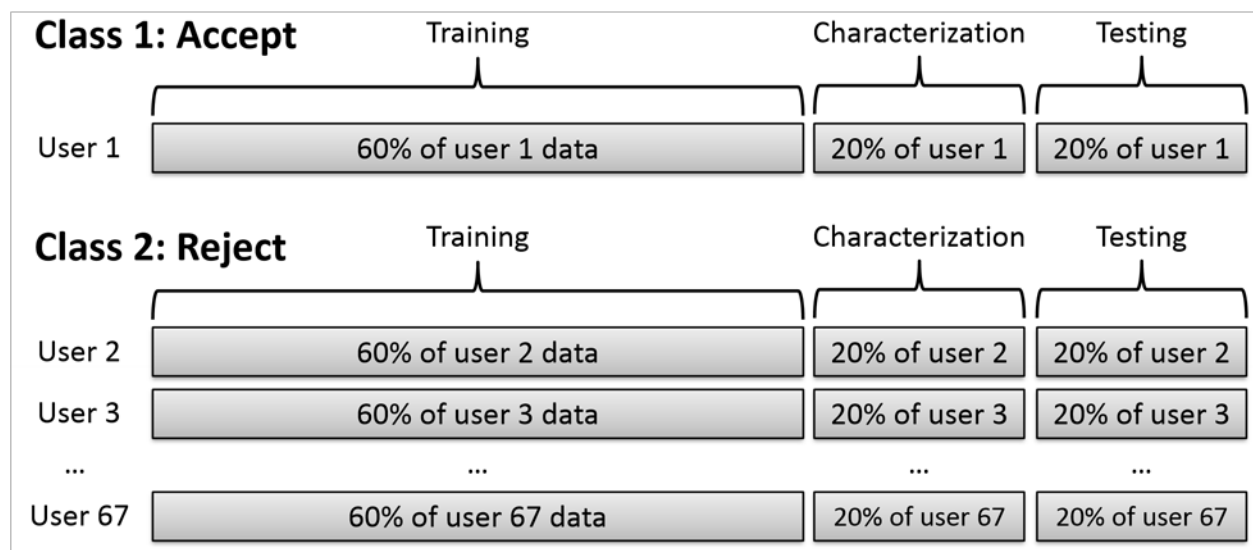 Class 1: Accept Training Characterization Testing
User 1 60% of user 1 data 20% of user 1 20% of user 1
Class 2: Reject Training Characterization Testing
User 2 60% of user 2 data 20% of user 2 20% of user 2
User 3 60% of user 3 data 20% of user 3 20% of user 3
... ... ... ...
User 67 60% of user 67 data 20% of user 67 20% of user 67